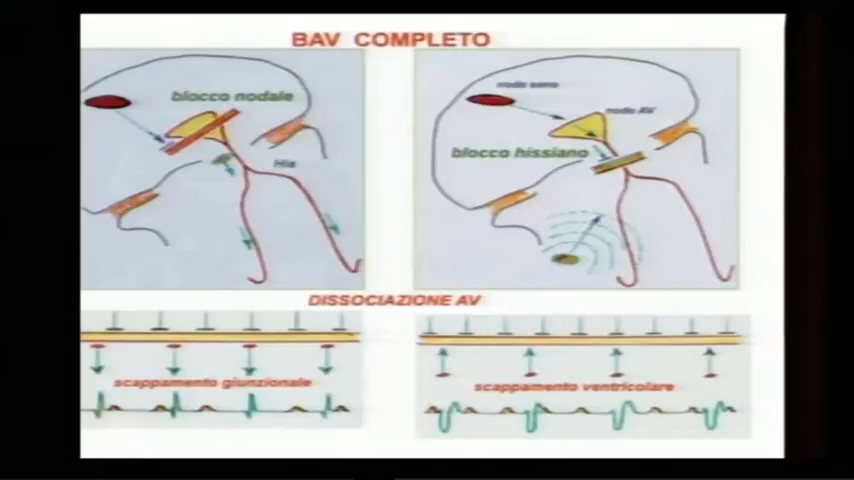 BAV COMPLETO
blocco nodale
His
nodo seno
nodo AV
blocco hissiano
DISSOCIAZIONE AV
scappamento giunzionale
scappamento ventricolare